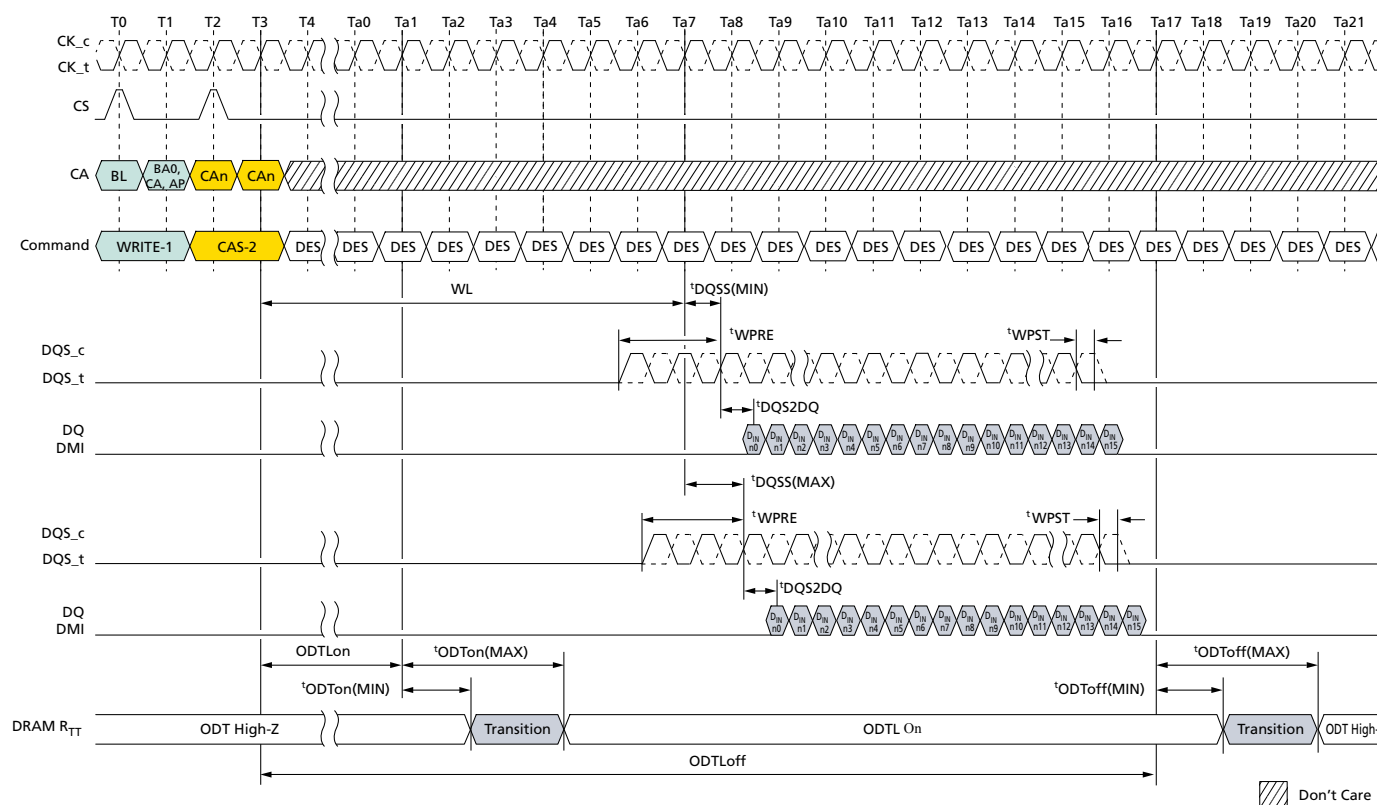 T0 T1 T2 T3 T4 Ta0 Ta1 Ta2 Ta3 Ta4 Ta5 Ta6 Ta7 Ta8 Ta9 Ta10 Ta11 Ta12 Ta13 Ta14 Ta15 Ta16 Ta17 Ta18 Ta19 Ta20 Ta21
CK_c
CK_t
CS
CA BL BA0, CA, AP CAn CAn
Command WRITE-1 CAS-2 DES DES DES DES DES DES DES DES DES DES DES DES DES DES DES DES DES DES DES DES DES DES DES
WL tDQSS(MIN)
tWPRE tWPST
DQS_c
DQS_t
tDQS2DQ
DQ
DMI
DIN n0 DIN n1 DIN n2 DIN n3 DIN n4 DIN n5 DIN n6 DIN n7 DIN n8 DIN n9 DIN n10 DIN n11 DIN n12 DIN n13 DIN n14 DIN n15
tDQSS(MAX)
tWPRE tWPST
DQS_c
DQS_t
tDQS2DQ
DQ
DMI
DIN n0 DIN n1 DIN n2 DIN n3 DIN n4 DIN n5 DIN n6 DIN n7 DIN n8 DIN n9 DIN n10 DIN n11 DIN n12 DIN n13 DIN n14 DIN n15
ODTLon tODTon(MAX) tODToff(MAX)
tODTon(MIN) tODToff(MIN)
DRAM RTT ODT High-Z Transition ODTL On Transition ODT High-
ODTLoff
Don't Care